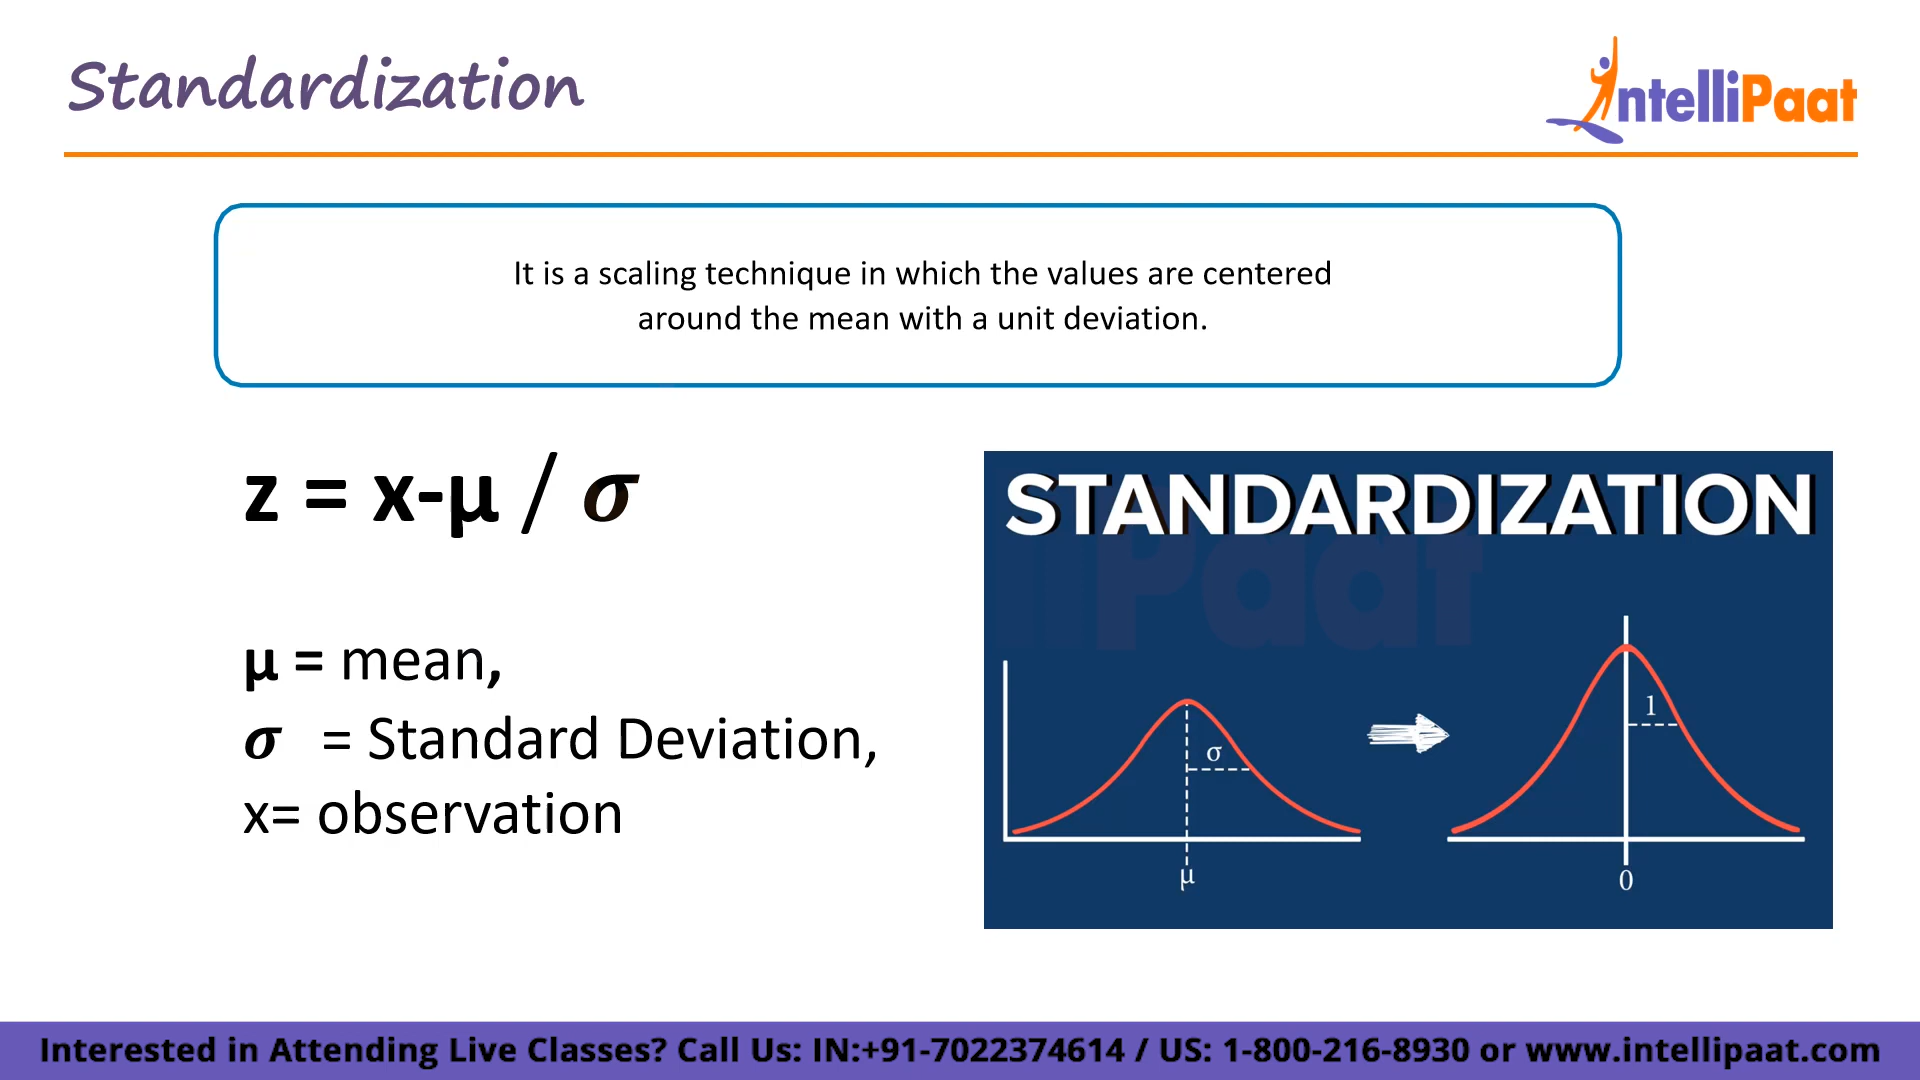 Standardization
IntelliPaat
It is a scaling technique in which the values are centered
around the mean with a unit deviation.
z = x-μ / σ
μ = mean,
σ = Standard Deviation,
x= observation
STANDARDIZATION
Paat
σ
μ
1
0
Interested in Attending Live Classes? Call Us: IN:+91-7022374614 / US: 1-800-216-8930 or www.intellipaat.com